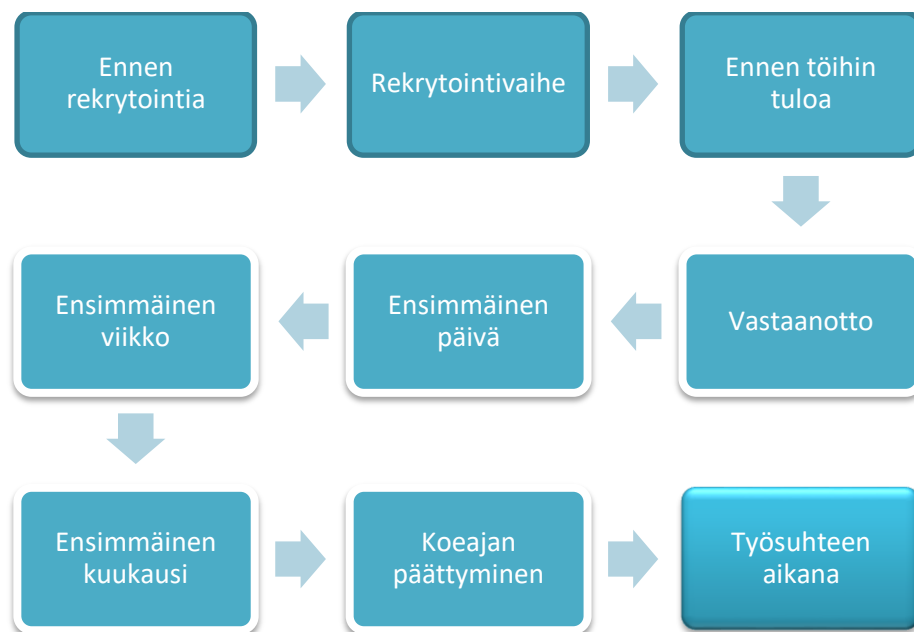 Ennen
rekrytointia
Rekrytointivaihe
Ennen töihin
tuloa
Vastaanotto
Ensimmäinen
päivä
Ensimmäinen
viikko
Ensimmäinen
kuukausi
Koeajan
päättyminen
Työsuhteen
aikana